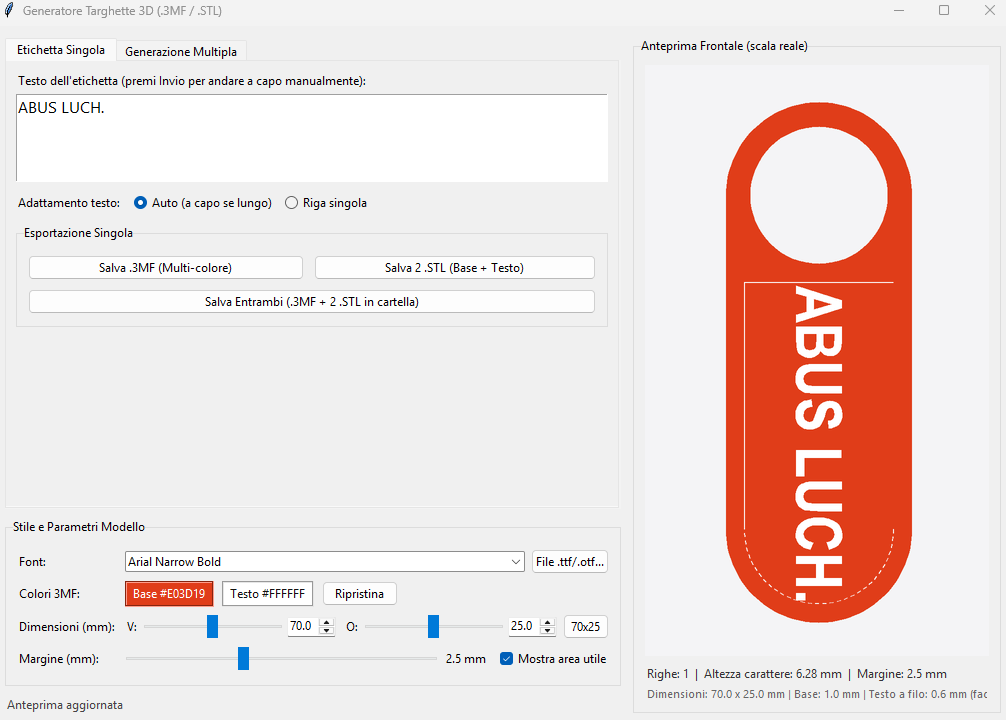 Generatore Targhette 3D (.3MF / .STL)
Etichetta Singola
Generazione Multipla
Testo dell'etichetta (premi Invio per andare a capo manualmente):
ABUS LUCH.
Adattamento testo:
Auto (a capo se lungo)
Riga singola
Esportazione Singola
Salva .3MF (Multi-colore)
Salva 2 .STL (Base + Testo)
Salva Entrambi (.3MF + 2 .STL in cartella)
Stile e Parametri Modello
Font:
Arial Narrow Bold
File .ttf/.otf...
Colori 3MF:
Base #E03D19
Testo #FFFFFF
Ripristina
Dimensioni (mm):
V:
70.0
O:
25.0
70x25
Margine (mm):
2.5 mm
Mostra area utile
Anteprima aggiornata
Anteprima Frontale (scala reale)
ABUS LUCH.
Righe: 1 | Altezza carattere: 6.28 mm | Margine: 2.5 mm
Dimensioni: 70.0 x 25.0 mm | Base: 1.0 mm | Testo a filo: 0.6 mm (fac